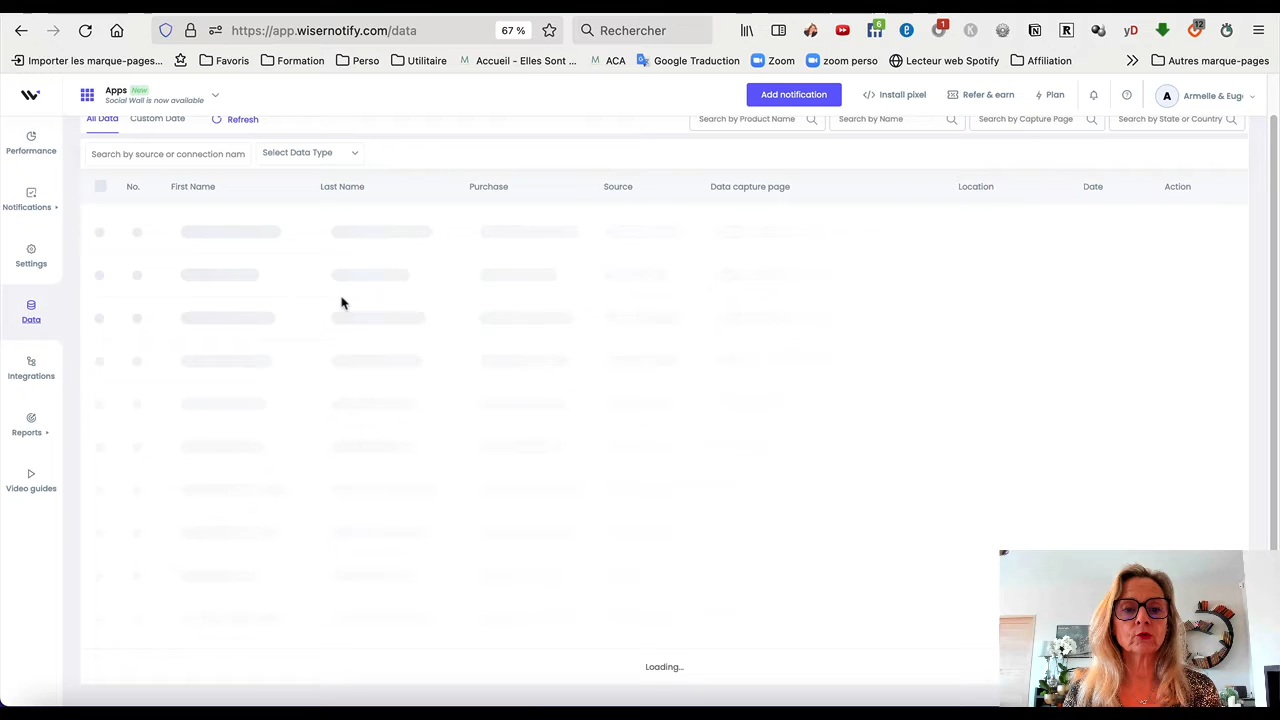 https://app.wisernotify.com/data
67 %
Rechercher
6
1
12
yD
Importer les marque-pages...
Favoris
Formation
Perso
Utilitaire
Accueil - Elles Sont ...
ACA
Google Traduction
Zoom
zoom perso
Lecteur web Spotify
Affiliation
Autres marque-pages
Apps New
Social Wall is now available
Add notification
Install pixel
Refer & earn
Plan
A
Armelle & Eug
All Data
Custom Date
Refresh
Search by Product Name
Search by Name
Search by Capture Page
Search by State or Country
Search by source or connection nam
Select Data Type
No.
First Name
Last Name
Purchase
Source
Data capture page
Location
Date
Action
Performance
Notifications
Settings
Data
Integrations
Reports
Video guides
Loading...